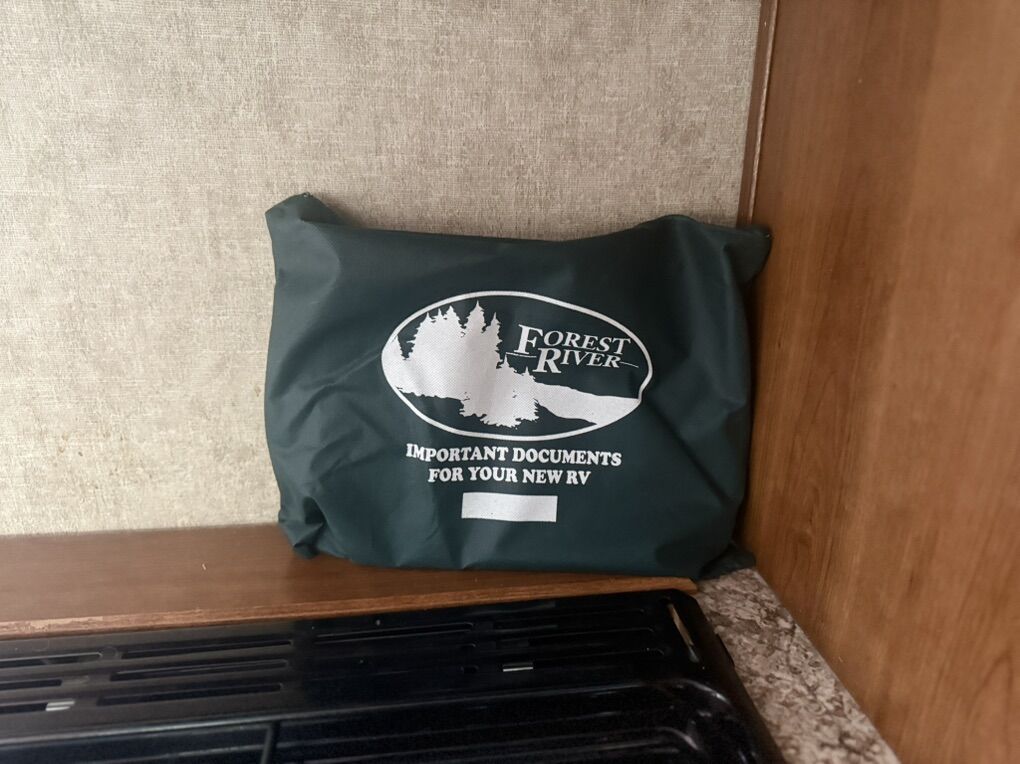 FOREST
RIVER
IMPORTANT DOCUMENTS
FOR YOUR NEW RV